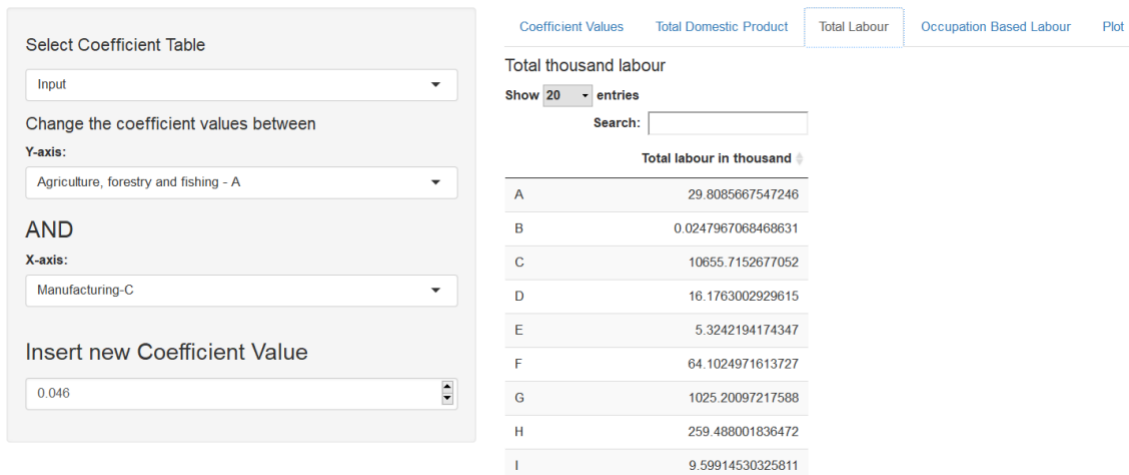 Select Coefficient Table
Input
Change the coefficient values between
Y-axis:
Agriculture, forestry and fishing - A
AND
X-axis:
Manufacturing-C
Insert new Coefficient Value
0.046
Coefficient Values Total Domestic Product Total Labour Occupation Based Labour Plot
Total thousand labour
Show 20 entries
Search:
Total labour in thousand
A 29.8085667547246
B 0.0247967068468631
C 10655.7152677052
D 16.1763002929615
E 5.3242194174347
F 64.1024971613727
G 1025.20097217588
H 259.488001836472
I 9.59914530325811